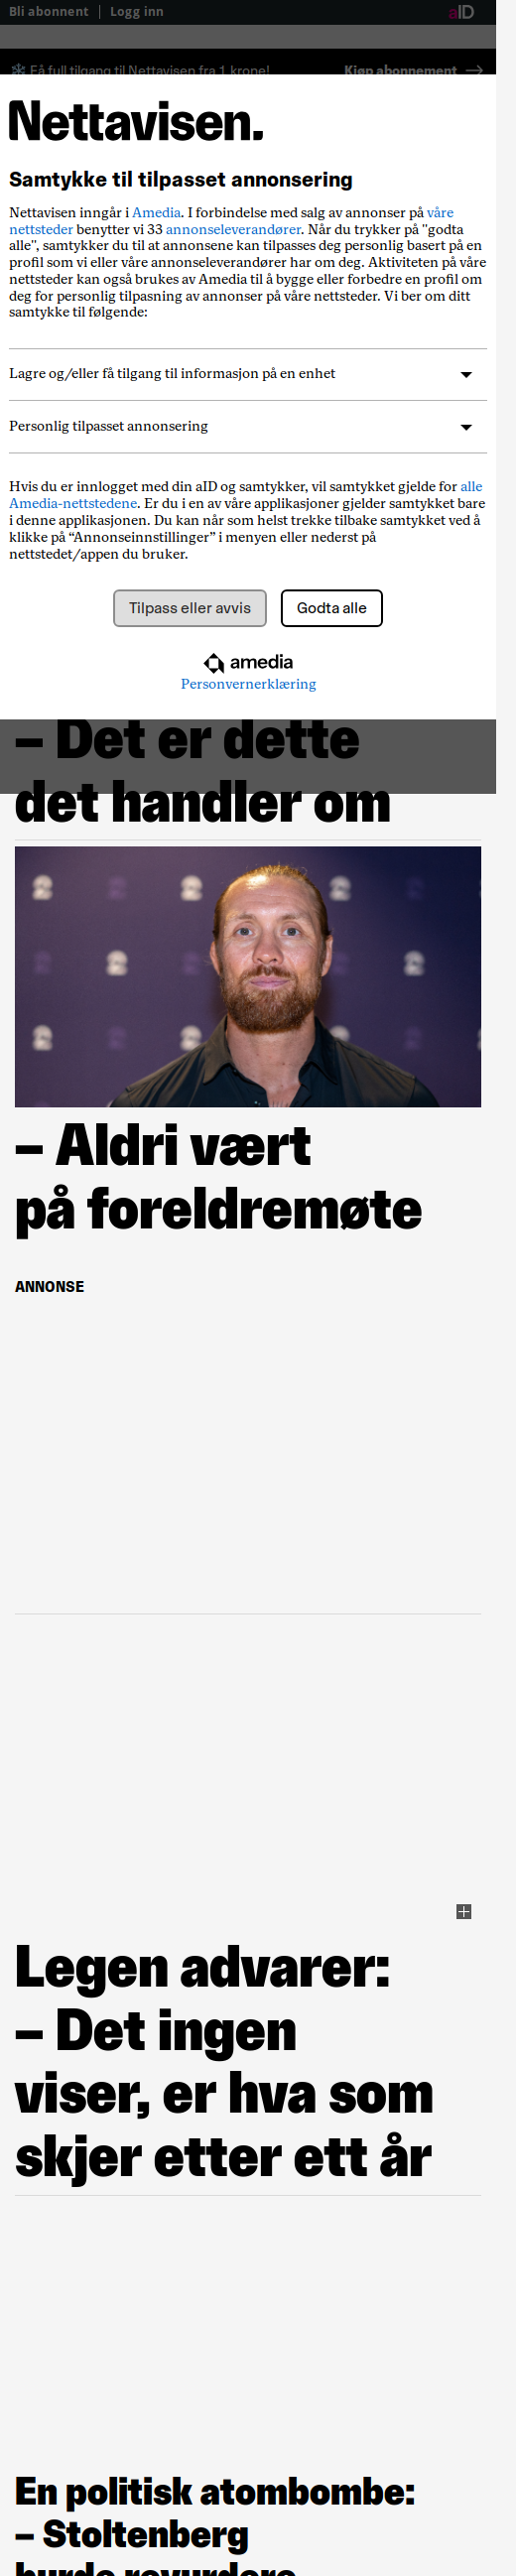 Bli abonnent | Logg inn
aID
Få full tilgang til Nettavisen fra 1 krone!
Kjøp abonnement →
Nettavisen.
Samtykke til tilpasset annonsering
Nettavisen inngår i Amedia. I forbindelse med salg av annonser på våre
nettsteder benytter vi 33 annonseleverandører. Når du trykker på "godta
alle", samtykker du til at annonsene kan tilpasses deg personlig basert på en
profil som vi eller våre annonseleverandører har om deg. Aktiviteten på våre
nettsteder kan også brukes av Amedia til å bygge eller forbedre en profil om
deg for personlig tilpasning av annonser på våre nettsteder. Vi ber om ditt
samtykke til følgende:
Lagre og/eller få tilgang til informasjon på en enhet
Personlig tilpasset annonsering
Hvis du er innlogget med din aID og samtykker, vil samtykket gjelde for alle
Amedia-nettstedene. Er du i en av våre applikasjoner gjelder samtykket bare
i denne applikasjonen. Du kan når som helst trekke tilbake samtykket ved å
klikke på “Annonseinnstillinger” i menyen eller nederst på
nettstedet/appen du bruker.
Tilpass eller avvis
Godta alle
amedia
Personvernerklæring
– Det er dette
det handler om
– Aldri vært
på foreldremøte
ANNONSE
Legen advarer:
– Det ingen
viser, er hva som
skjer etter ett år
En politisk atombombe:
– Stoltenberg
burde revurdere